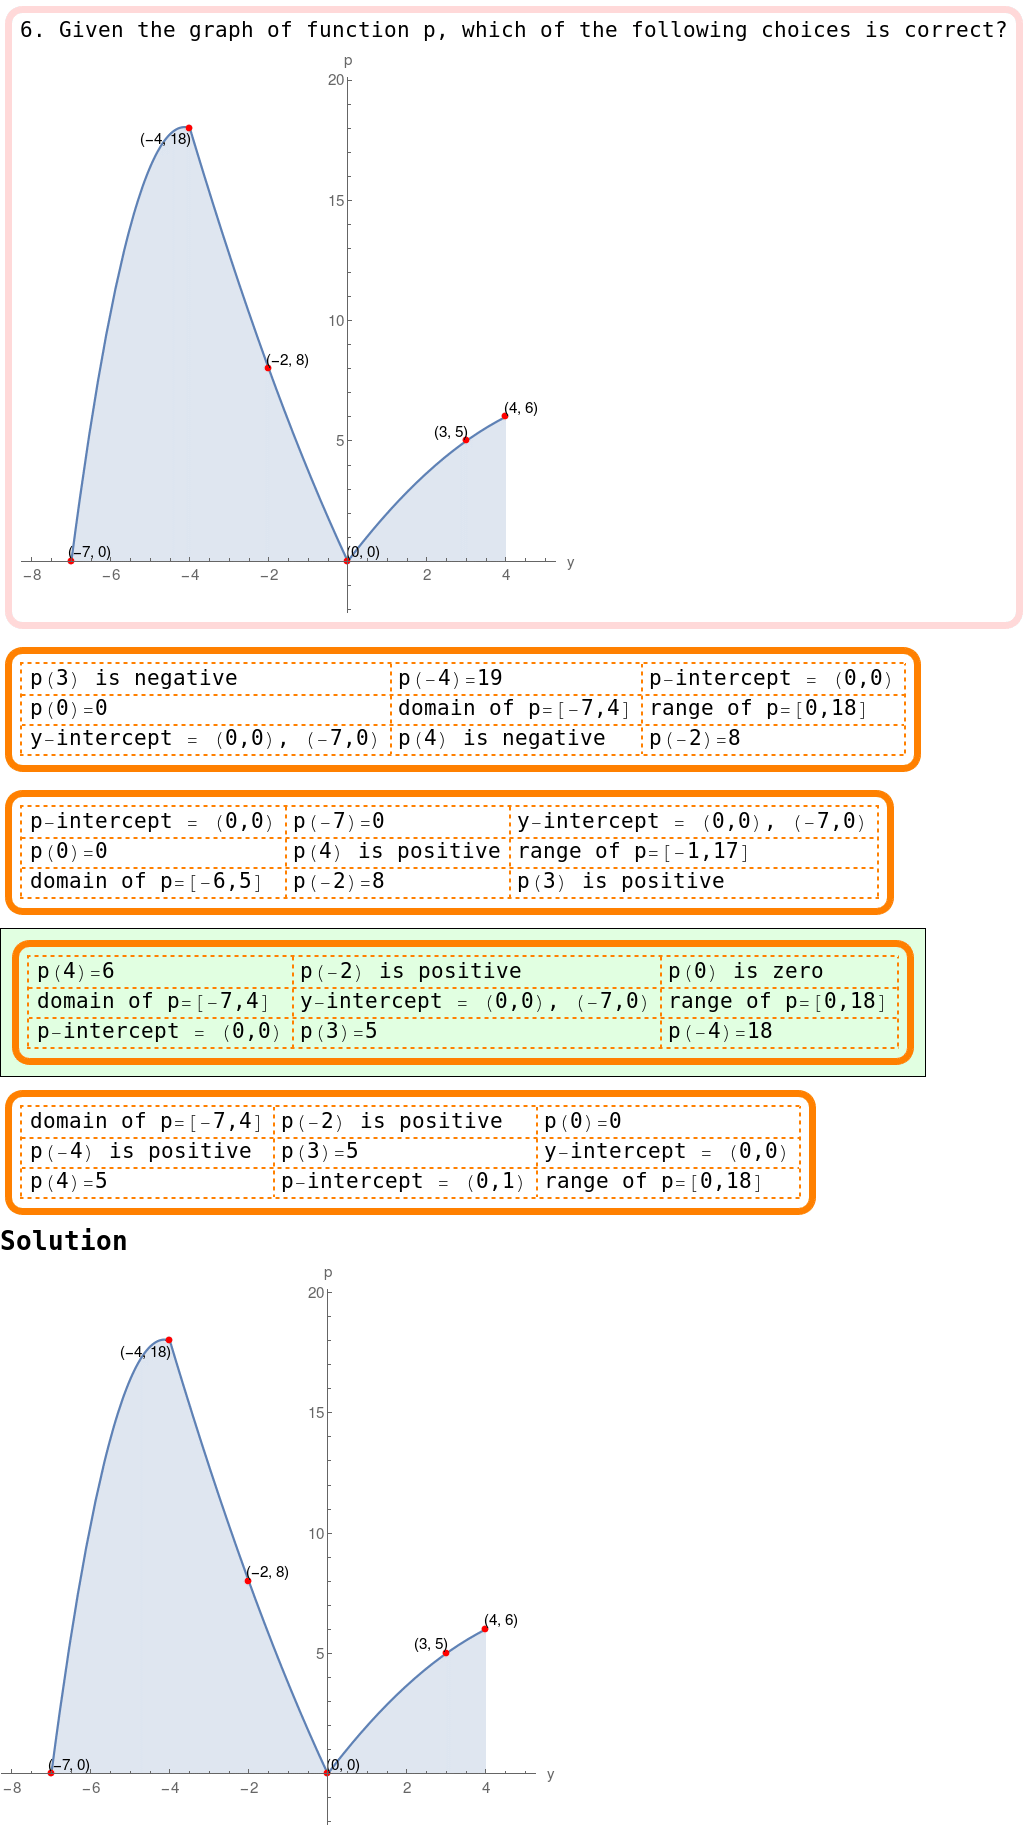 6. Given the graph of function p, which of the following choices is correct?
p
20
(−4, 18)
15
10
(−2, 8)
(4, 6)
(3, 5)
5
(−7, 0)
(0, 0)
y
−8 −6 −4 −2 2 4
p(3) is negative p(-4)=19 p-intercept = (0,0)
p(0)=0 domain of p=[-7,4] range of p=[0,18]
y-intercept = (0,0), (-7,0) p(4) is negative p(-2)=8
p-intercept = (0,0) p(-7)=0 y-intercept = (0,0), (-7,0)
p(0)=0 p(4) is positive range of p=[-1,17]
domain of p=[-6,5] p(-2)=8 p(3) is positive
p(4)=6 p(-2) is positive p(0) is zero
domain of p=[-7,4] y-intercept = (0,0), (-7,0) range of p=[0,18]
p-intercept = (0,0) p(3)=5 p(-4)=18
domain of p=[-7,4] p(-2) is positive p(0)=0
p(-4) is positive p(3)=5 y-intercept = (0,0)
p(4)=5 p-intercept = (0,1) range of p=[0,18]
Solution
p
20
(−4, 18)
15
10
(−2, 8)
(4, 6)
(3, 5)
5
(−7, 0)
(0, 0)
y
−8 −6 −4 −2 2 4